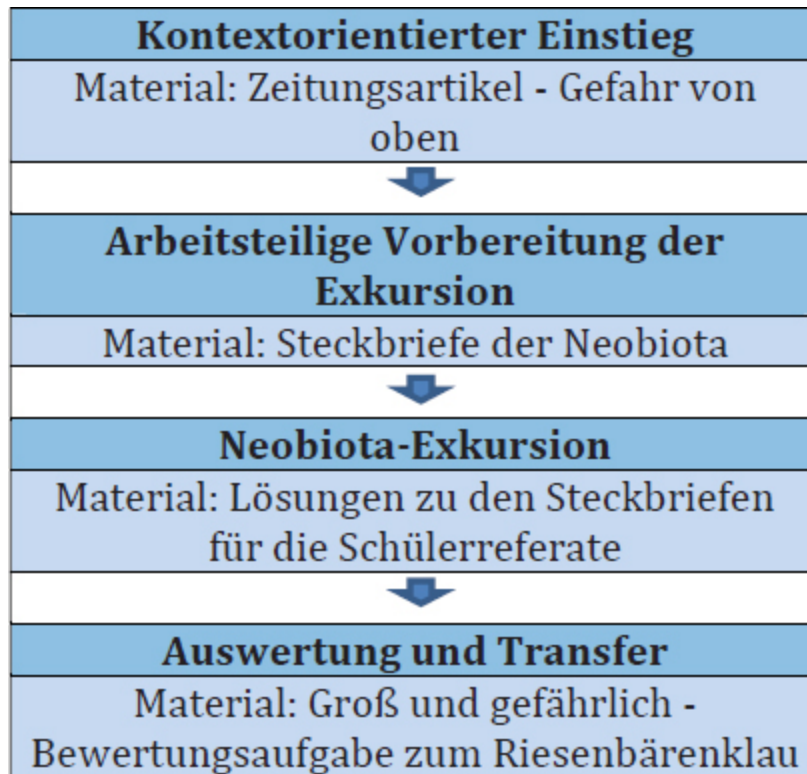 Kontextorientierter Einstieg
Material: Zeitungsartikel - Gefahr von
oben
Arbeitsteilige Vorbereitung der
Exkursion
Material: Steckbriefe der Neobiota
Neobiota-Exkursion
Material: Lösungen zu den Steckbriefen
für die Schülerreferate
Auswertung und Transfer
Material: Groß und gefährlich -
Bewertungsaufgabe zum Riesenbärenklau